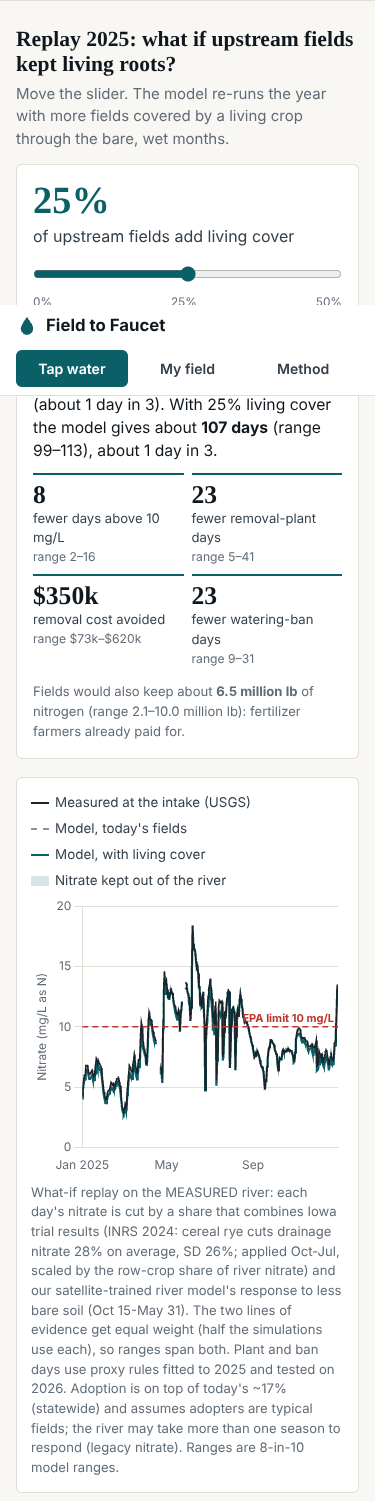 Replay 2025: what if upstream fields
kept living roots?
Move the slider. The model re-runs the year
with more fields covered by a living crop
through the bare, wet months.
25%
of upstream fields add living cover
0% 25% 50%
Field to Faucet
Tap water My field Method
(about 1 day in 3). With 25% living cover
the model gives about 107 days (range
99–113), about 1 day in 3.
8
fewer days above 10
mg/L
range 2–16
23
fewer removal-plant
days
range 5–41
$350k
removal cost avoided
range $73k–$620k
23
fewer watering-ban
days
range 9–31
Fields would also keep about 6.5 million lb of
nitrogen (range 2.1–10.0 million lb): fertilizer
farmers already paid for.
Measured at the intake (USGS)
Model, today's fields
Model, with living cover
Nitrate kept out of the river
20
15
10
5
0
Nitrate (mg/L as N)
EPA limit 10 mg/L
Jan 2025 May Sep
What-if replay on the MEASURED river: each
day's nitrate is cut by a share that combines Iowa
trial results (INRS 2024: cereal rye cuts drainage
nitrate 28% on average, SD 26%; applied Oct-Jul,
scaled by the row-crop share of river nitrate) and
our satellite-trained river model's response to less
bare soil (Oct 15-May 31). The two lines of
evidence get equal weight (half the simulations
use each), so ranges span both. Plant and ban
days use proxy rules fitted to 2025 and tested on
2026. Adoption is on top of today's ~17%
(statewide) and assumes adopters are typical
fields; the river may take more than one season to
respond (legacy nitrate). Ranges are 8-in-10
model ranges.